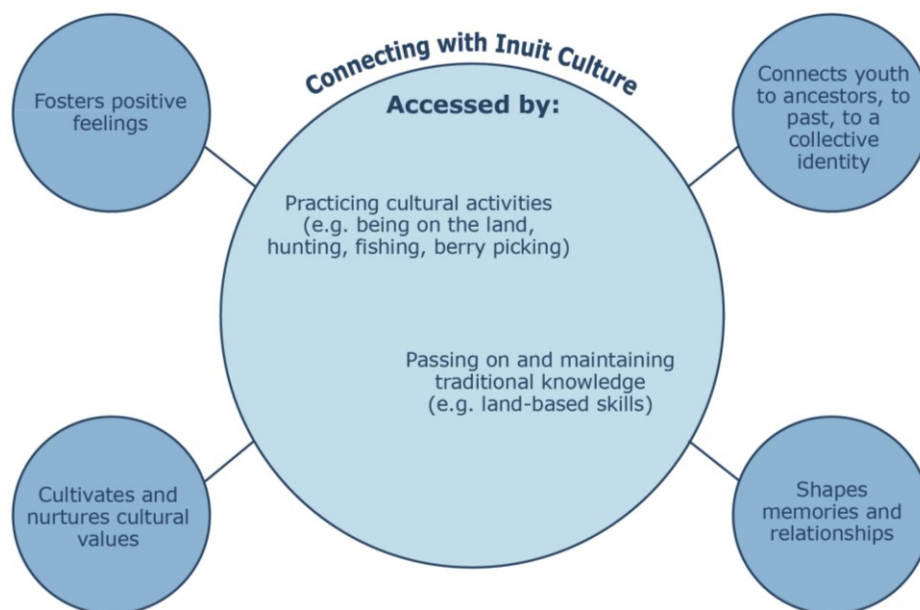 Connecting with Inuit Culture
Accessed by:
Fosters positive
feelings
Connects youth
to ancestors, to
past, to a
collective
identity
Practicing cultural activities
(e.g. being on the land,
hunting, fishing, berry picking)
Passing on and maintaining
traditional knowledge
(e.g. land-based skills)
Cultivates and
nurtures cultural
values
Shapes
memories and
relationships